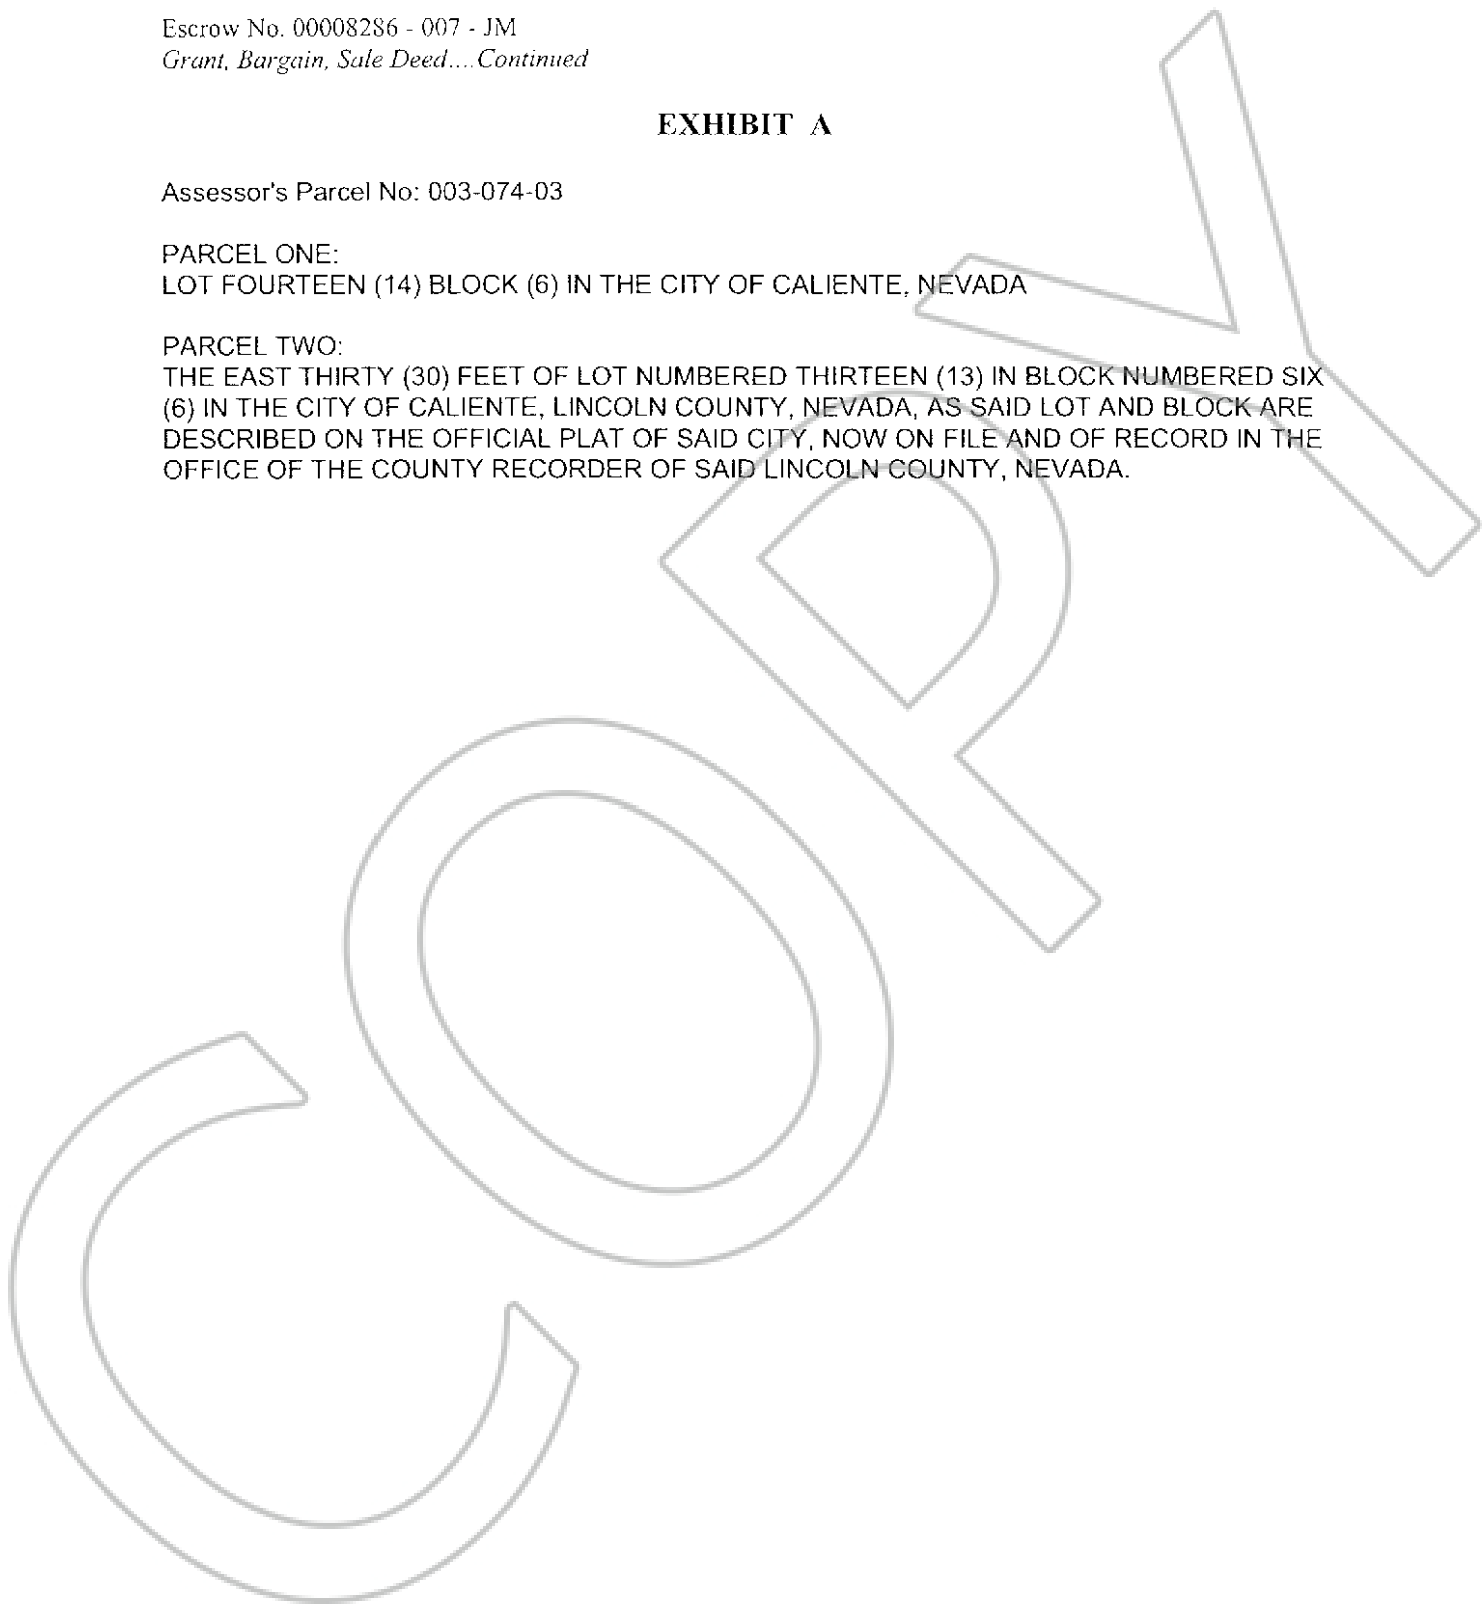 Escrow No. 00008286 - 007 - JM
Grant, Bargain, Sale Deed....Continued
EXHIBIT A
Assessor's Parcel No: 003-074-03
PARCEL ONE:
LOT FOURTEEN (14) BLOCK (6) IN THE CITY OF CALIENTE, NEVADA
PARCEL TWO:
THE EAST THIRTY (30) FEET OF LOT NUMBERED THIRTEEN (13) IN BLOCK NUMBERED SIX
(6) IN THE CITY OF CALIENTE, LINCOLN COUNTY, NEVADA, AS SAID LOT AND BLOCK ARE
DESCRIBED ON THE OFFICIAL PLAT OF SAID CITY, NOW ON FILE AND OF RECORD IN THE
OFFICE OF THE COUNTY RECORDER OF SAID LINCOLN COUNTY, NEVADA.
COPY